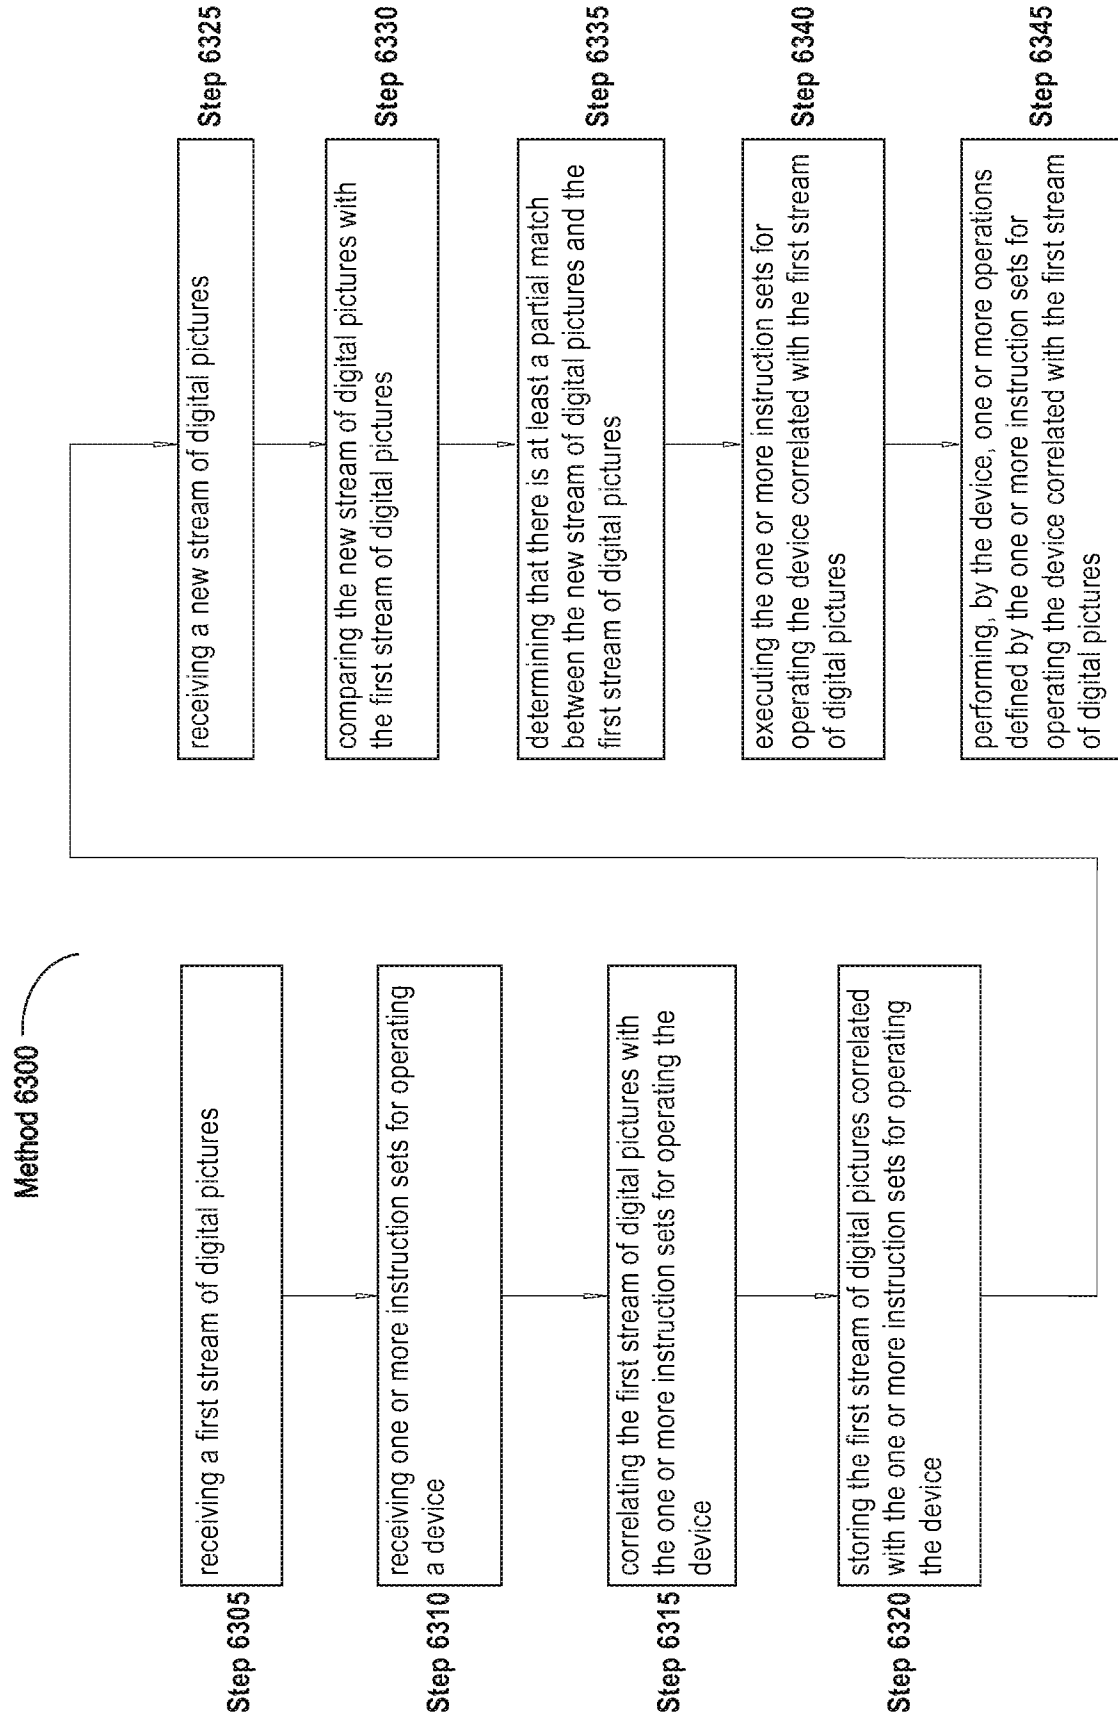 Method 6300
Step 6305
receiving a first stream of digital pictures
Step 6310
receiving one or more instruction sets for operating
a device
Step 6315
correlating the first stream of digital pictures with
the one or more instruction sets for operating the
device
Step 6320
storing the first stream of digital pictures correlated
with the one or more instruction sets for operating
the device
receiving a new stream of digital pictures
Step 6325
comparing the new stream of digital pictures with
the first stream of digital pictures
Step 6330
determining that there is at least a partial match
between the new stream of digital pictures and the
first stream of digital pictures
Step 6335
executing the one or more instruction sets for
operating the device correlated with the first stream
of digital pictures
Step 6340
performing, by the device, one or more operations
defined by the one or more instruction sets for
operating the device correlated with the first stream
of digital pictures
Step 6345